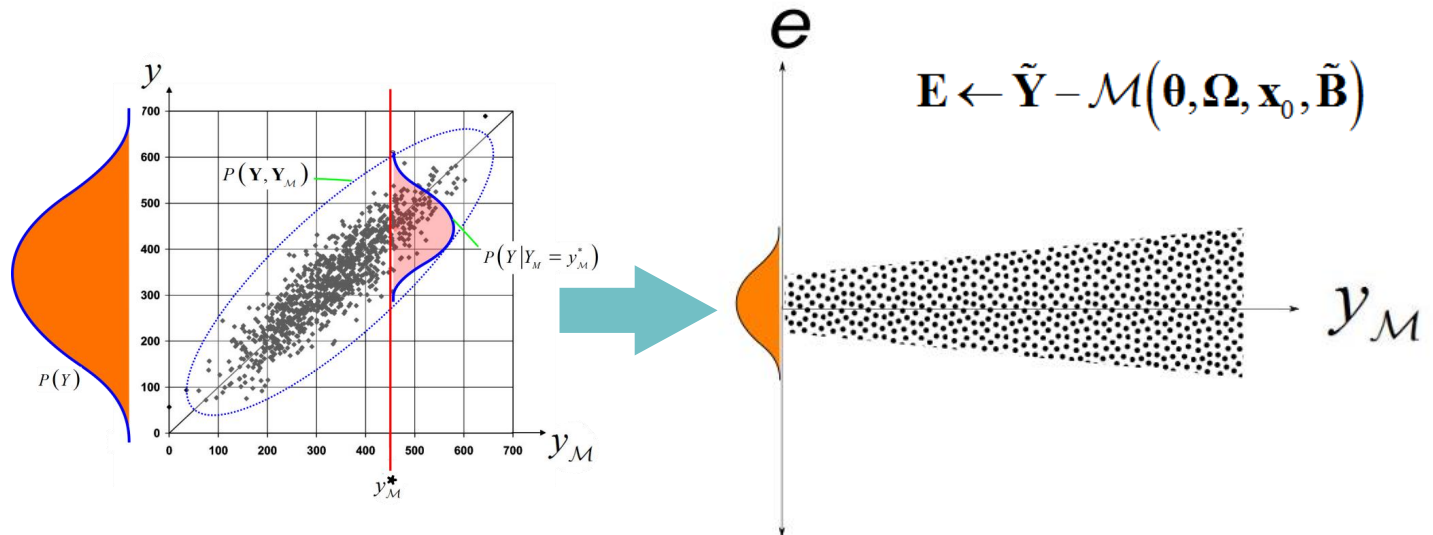 y
700
600
500
400
300
200
100
0
P(Y, Y_M)
P(Y|Y_M = y*_M)
P(Y)
0 100 200 300 400 500 600 700
y_M
y*_M
e
E ← Ỹ − M(θ, Ω, x₀, B̃)
y_M